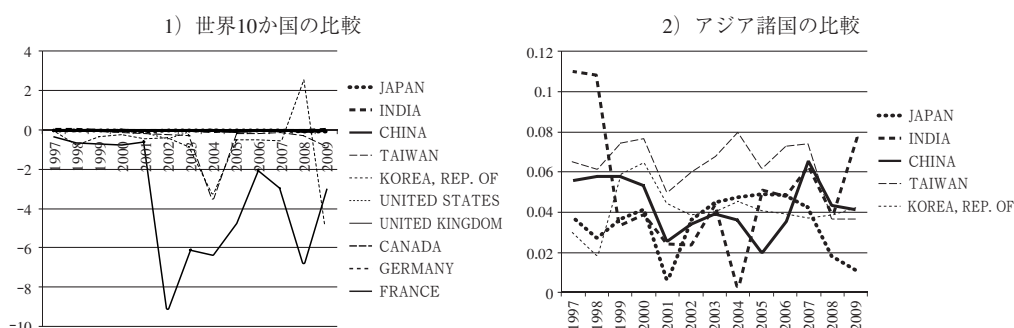 1）世界10か国の比較
4
2
0
−2
−4
−6
−8
−10
1997
1998
1999
2000
2001
2002
2003
2004
2005
2006
2007
2008
2009
JAPAN
INDIA
CHINA
TAIWAN
KOREA, REP. OF
UNITED STATES
UNITED KINGDOM
CANADA
GERMANY
FRANCE
2）アジア諸国の比較
0.12
0.1
0.08
0.06
0.04
0.02
0
1997
1998
1999
2000
2001
2002
2003
2004
2005
2006
2007
2008
2009
JAPAN
INDIA
CHINA
TAIWAN
KOREA, REP. OF